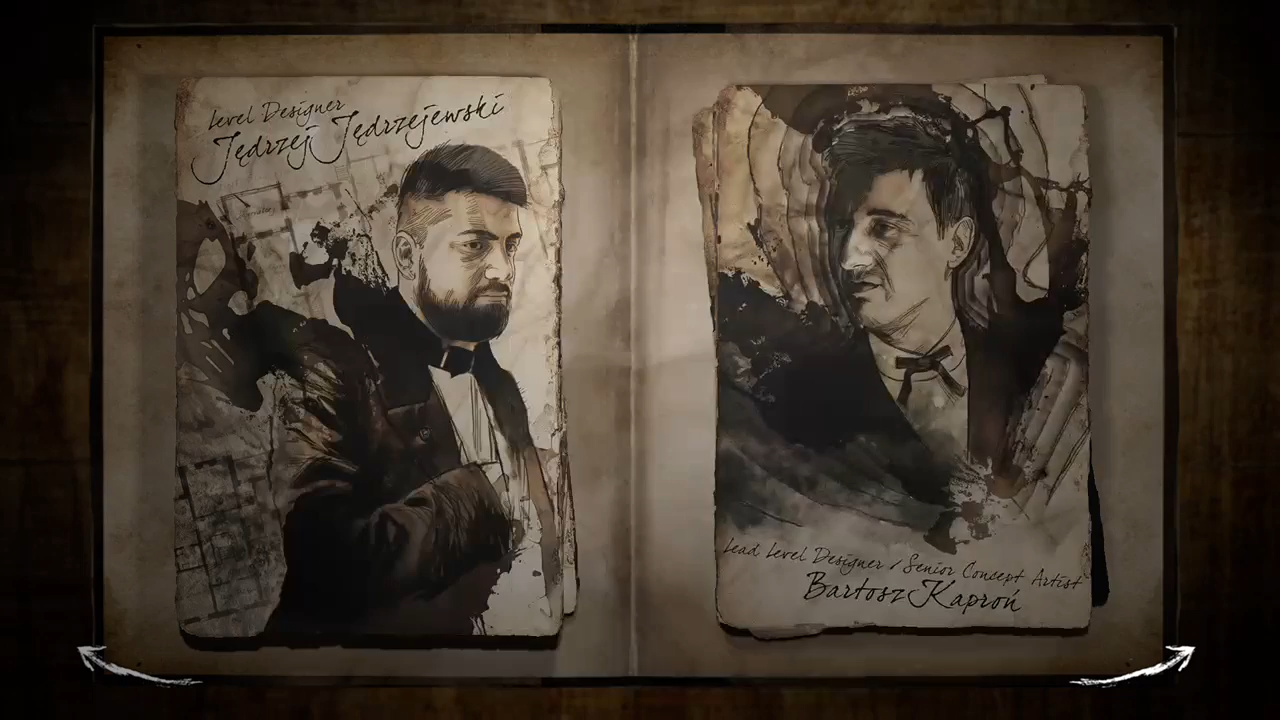 Level Designer
Jędrzej Jędrzejewski
Lead Level Designer / Senior Concept Artist
Bartosz Kaproń